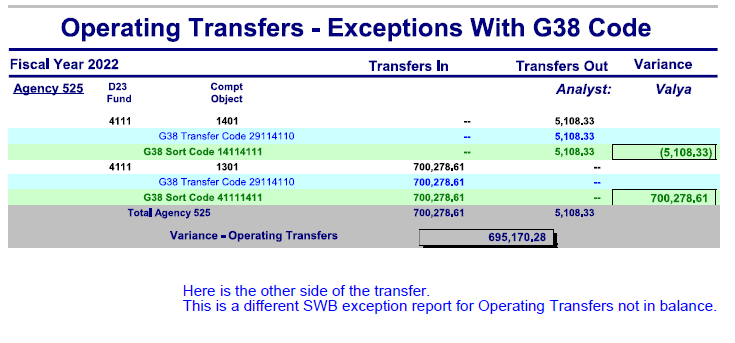 Operating Transfers - Exceptions With G38 Code
Fiscal Year 2022 Transfers In Transfers Out Variance
Agency 525 D23 Fund Compt Object Analyst: Valya
4111 1401 -- 5,108.33
G38 Transfer Code 29114110 -- 5,108.33
G38 Sort Code 14114111 -- 5,108.33 (5,108.33)
4111 1301 700,278.61 --
G38 Transfer Code 29114110 700,278.61 --
G38 Sort Code 41111411 700,278.61 -- 700,278.61
Total Agency 525 700,278.61 5,108.33
Variance - Operating Transfers 695,170.28
Here is the other side of the transfer.
This is a different SWB exception report for Operating Transfers not in balance.